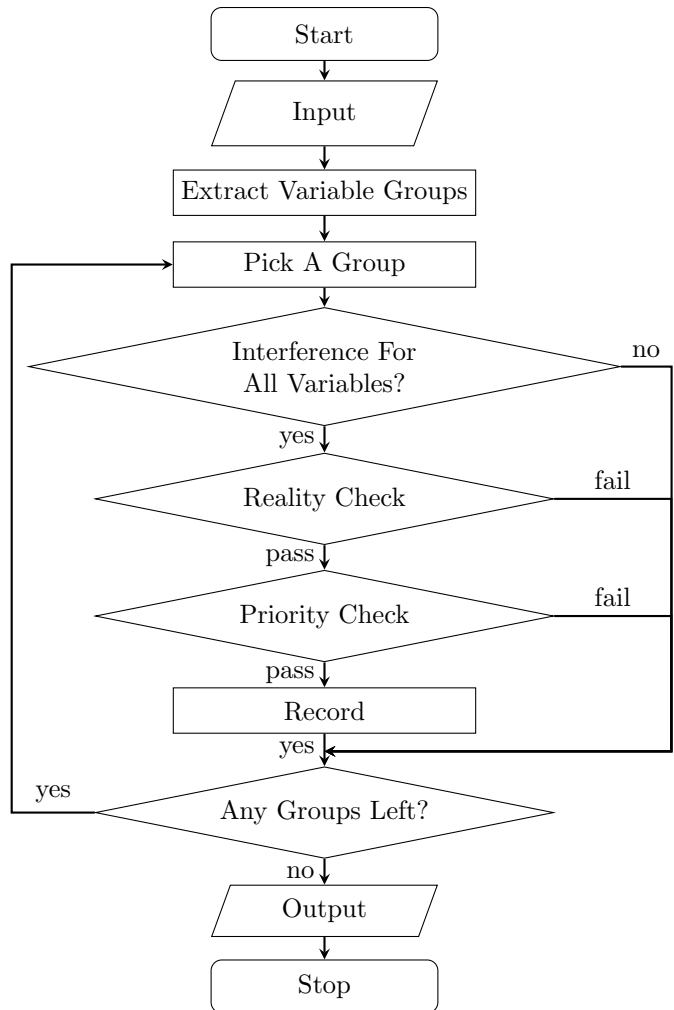 Start
Input
Extract Variable Groups
Pick A Group
Interference For
All Variables?
no
yes
Reality Check
fail
pass
Priority Check
fail
pass
Record
yes
yes
Any Groups Left?
no
Output
Stop